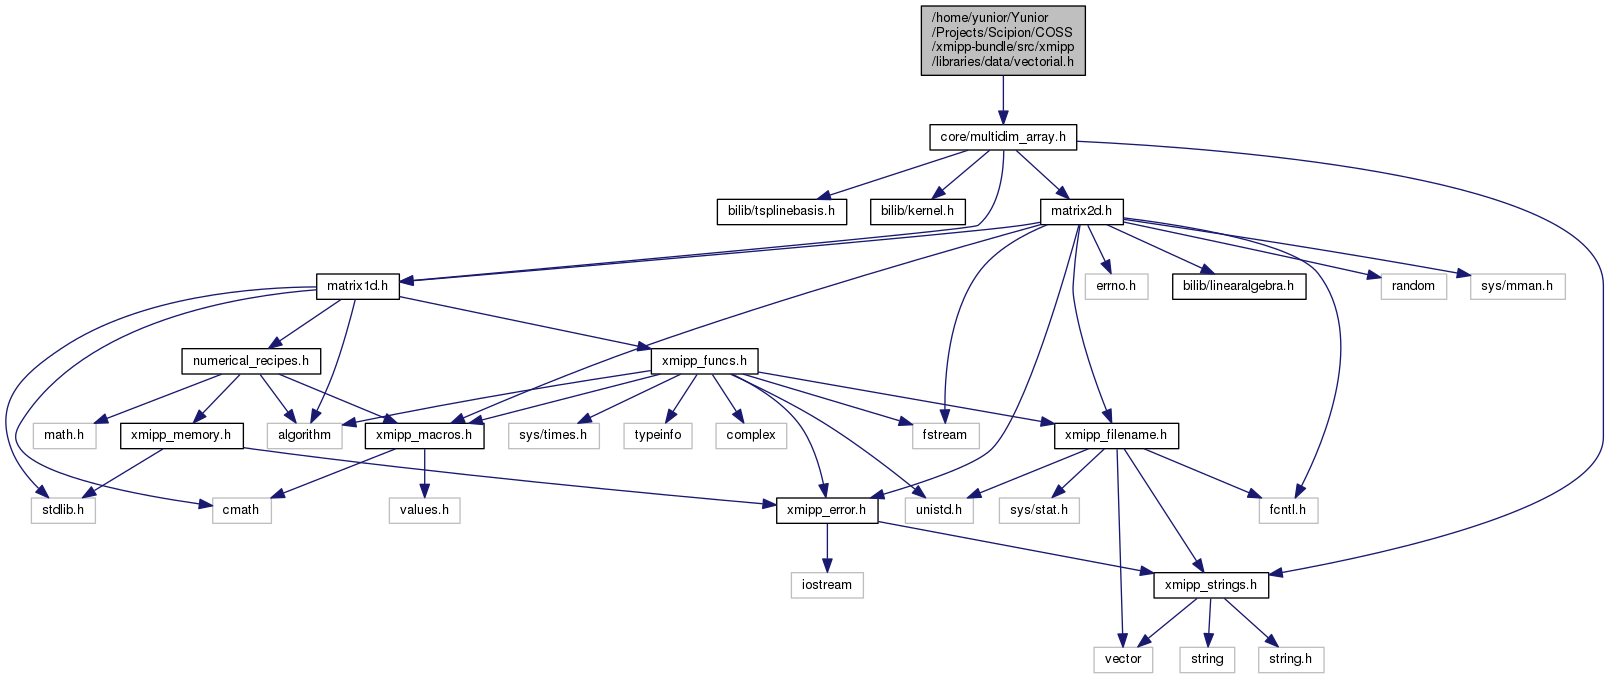 /home/yunior/Yunior
/Projects/Scipion/COSS
/xmipp-bundle/src/xmipp
/libraries/data/vectorial.h
core/multidim_array.h
bilib/tsplinebasis.h
bilib/kernel.h
matrix2d.h
matrix1d.h
errno.h
bilib/linearalgebra.h
random
sys/mman.h
numerical_recipes.h
xmipp_funcs.h
math.h
xmipp_memory.h
algorithm
xmipp_macros.h
sys/times.h
typeinfo
complex
fstream
xmipp_filename.h
stdlib.h
cmath
values.h
xmipp_error.h
unistd.h
sys/stat.h
fcntl.h
iostream
xmipp_strings.h
vector
string
string.h